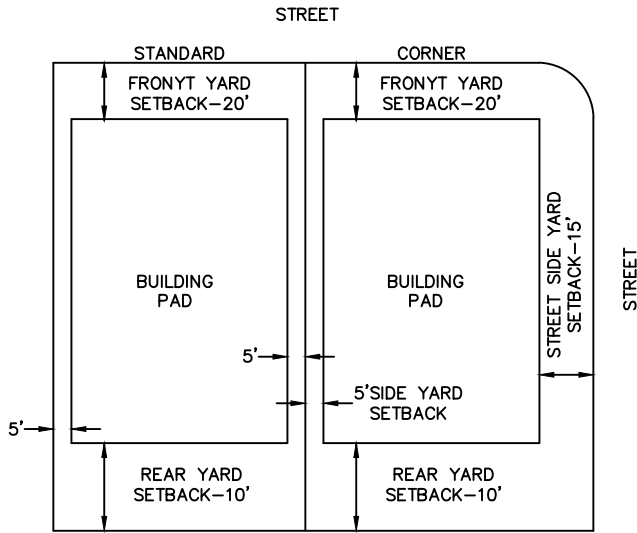 STREET
STANDARD
CORNER
FRONYT YARD
SETBACK-20'
FRONYT YARD
SETBACK-20'
BUILDING
PAD
BUILDING
PAD
STREET SIDE YARD
SETBACK-15'
STREET
5'
5'SIDE YARD
SETBACK
5'
REAR YARD
SETBACK-10'
REAR YARD
SETBACK-10'